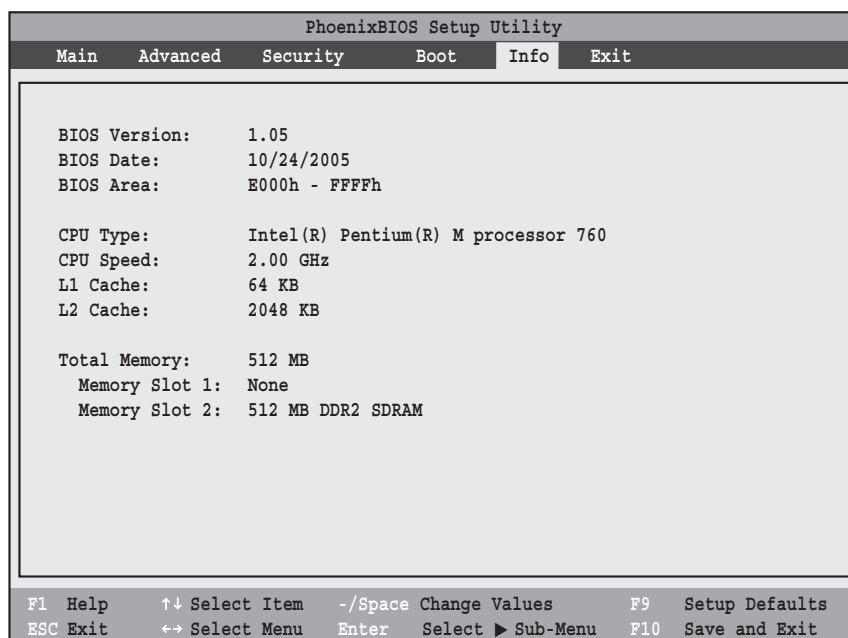 PhoenixBIOS Setup Utility
Main Advanced Security Boot Info Exit
BIOS Version: 1.05
BIOS Date: 10/24/2005
BIOS Area: E000h - FFFFh
CPU Type: Intel(R) Pentium(R) M processor 760
CPU Speed: 2.00 GHz
L1 Cache: 64 KB
L2 Cache: 2048 KB
Total Memory: 512 MB
Memory Slot 1: None
Memory Slot 2: 512 MB DDR2 SDRAM
F1 Help ↑↓ Select Item -/Space Change Values F9 Setup Defaults
ESC Exit ←→ Select Menu Enter Select ▶ Sub-Menu F10 Save and Exit